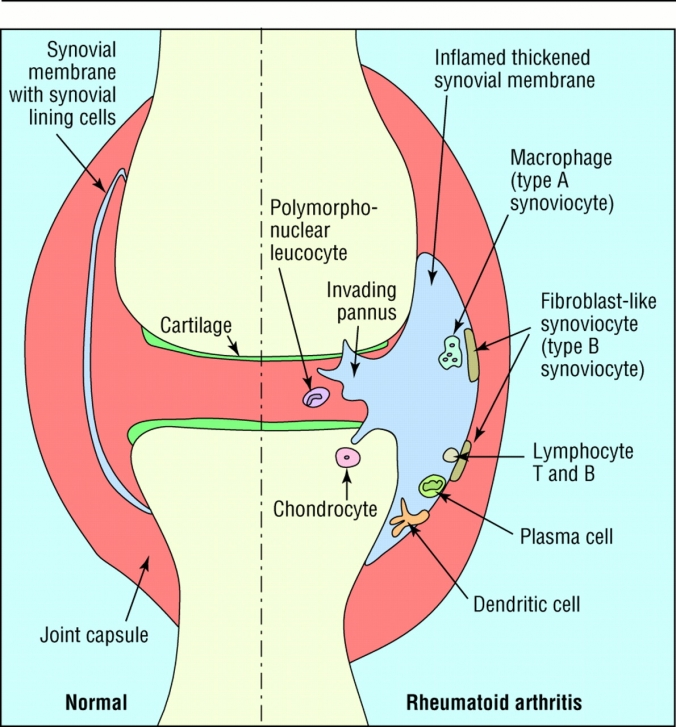 Synovial
membrane
with synovial
lining cells
Inflamed thickened
synovial membrane
Macrophage
(type A
synoviocyte)
Polymorpho-
nuclear
leucocyte
Invading
pannus
Cartilage
Fibroblast-like
synoviocyte
(type B
synoviocyte)
Lymphocyte
T and B
Chondrocyte
Plasma cell
Dendritic cell
Joint capsule
Normal
Rheumatoid arthritis